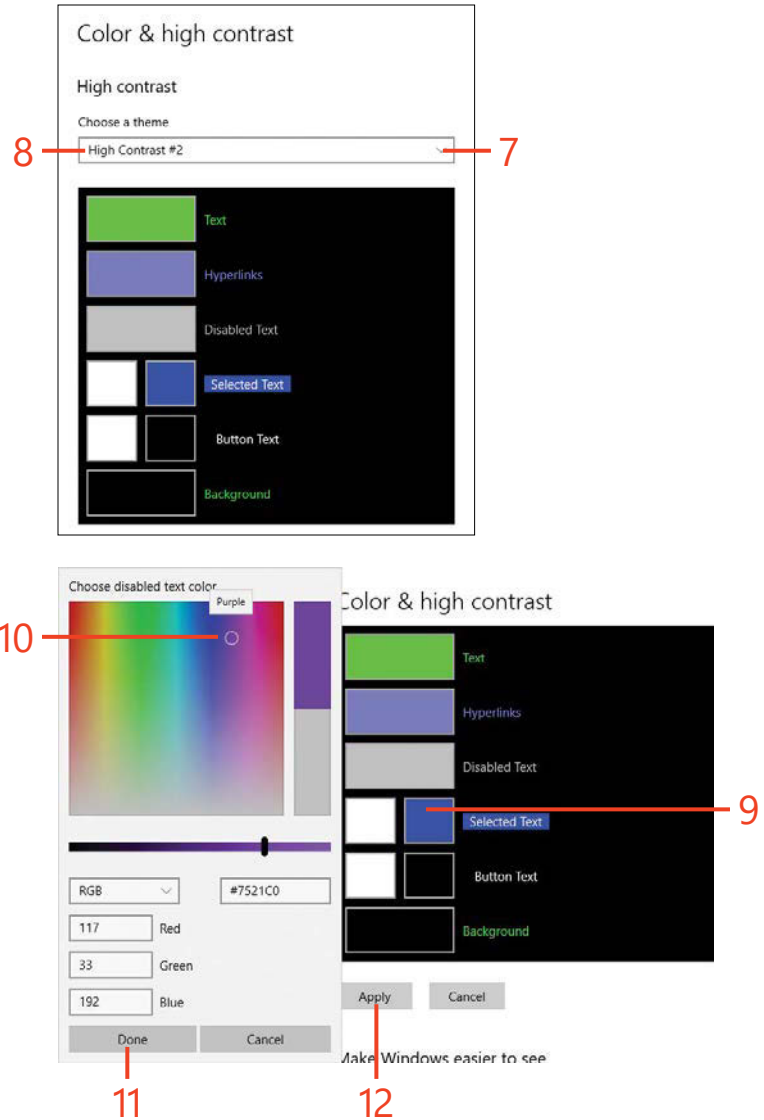 Color & high contrast
High contrast
Choose a theme
8 High Contrast #2 7
Text
Hyperlinks
Disabled Text
Selected Text
Button Text
Background
Choose disabled text color
Purple
10
RGB #7521C0
117 Red
33 Green
192 Blue
Done Cancel
11
Color & high contrast
Text
Hyperlinks
Disabled Text
Selected Text 9
Button Text
Background
Apply Cancel
Make Windows easier to see
12